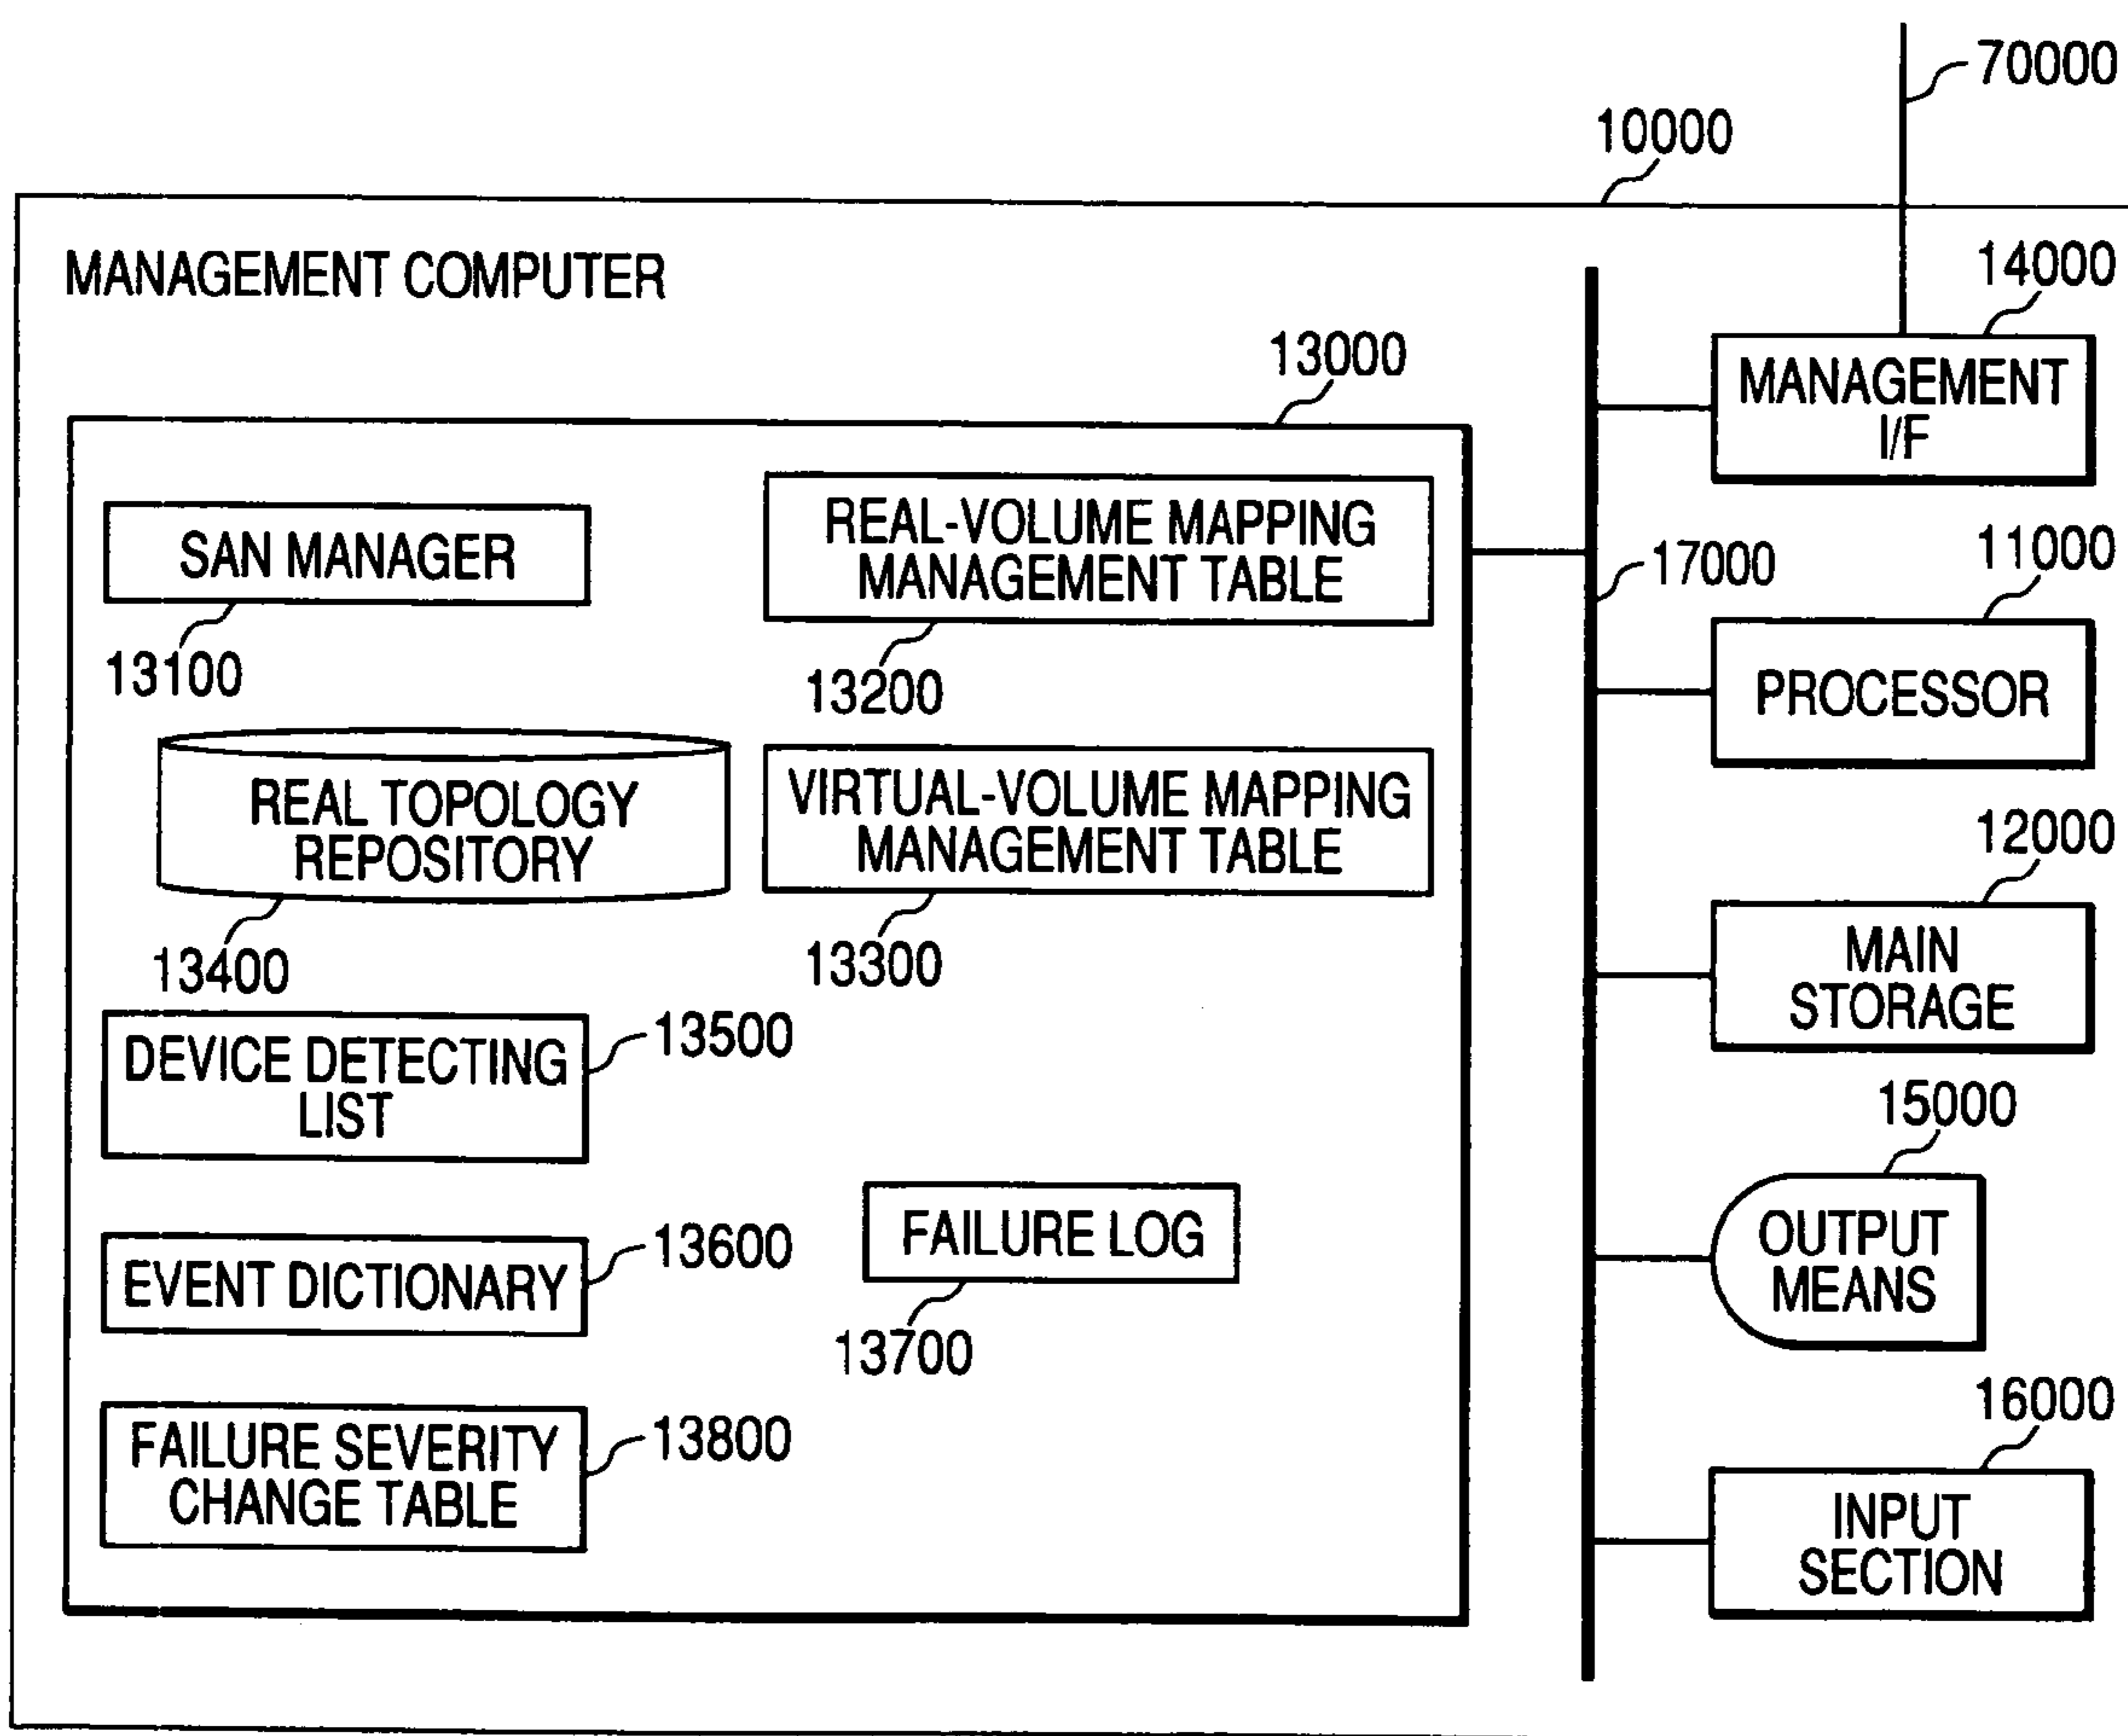 70000
10000
MANAGEMENT COMPUTER
14000
MANAGEMENT
I/F
13000
SAN MANAGER
13100
REAL-VOLUME MAPPING
MANAGEMENT TABLE
13200
17000
11000
PROCESSOR
REAL TOPOLOGY
REPOSITORY
13400
VIRTUAL-VOLUME MAPPING
MANAGEMENT TABLE
13300
12000
MAIN
STORAGE
DEVICE DETECTING
LIST
13500
15000
OUTPUT
MEANS
EVENT DICTIONARY
13600
FAILURE LOG
13700
FAILURE SEVERITY
CHANGE TABLE
13800
16000
INPUT
SECTION